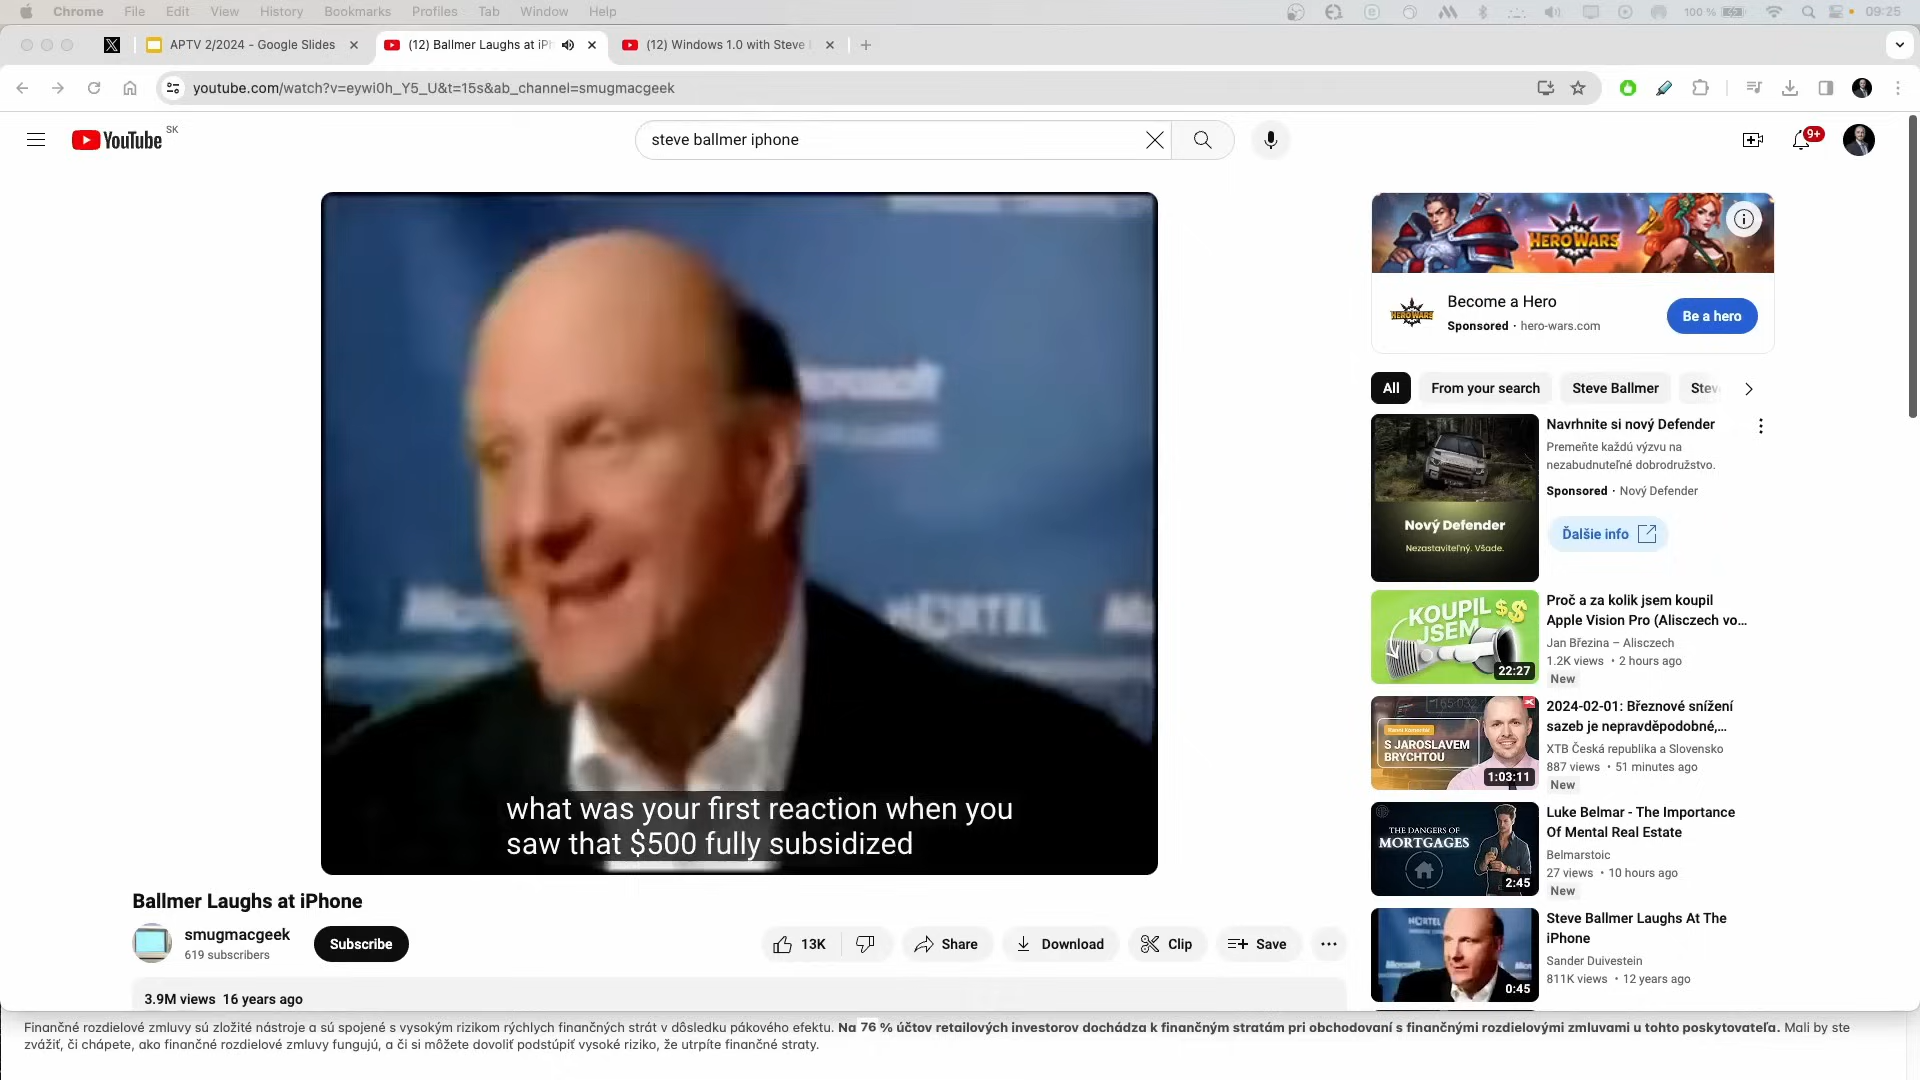 Chrome File Edit View History Bookmarks Profiles Tab Window Help 100 % 09:25
APTV 2/2024 - Google Slides (12) Ballmer Laughs at iPh (12) Windows 1.0 with Steve
youtube.com/watch?v=eywi0h_Y5_U&t=15s&ab_channel=smugmacgeek
YouTube SK
steve ballmer iphone
9+
what was your first reaction when you
saw that $500 fully subsidized
Ballmer Laughs at iPhone
smugmacgeek
619 subscribers
Subscribe
13K
Share
Download
Clip
Save
3.9M views 16 years ago
HERO WARS
Become a Hero
Sponsored · hero-wars.com
Be a hero
All From your search Steve Ballmer Stev
Nový Defender
Nezastaviteľný. Všade.
Navrhnite si nový Defender
Premeňte každú výzvu na
nezabudnuteľné dobrodružstvo.
Sponsored · Nový Defender
Ďalšie info
KOUPIL $$
JSEM
22:27
Proč a za kolik jsem koupil
Apple Vision Pro (Alisczech vo...
Jan Březina – Alisczech
1.2K views • 2 hours ago
New
S JAROSLAVEM
BRYCHTOU
1:03:11
2024-02-01: Březnové snížení
sazeb je nepravděpodobné,...
XTB Česká republika a Slovensko
887 views • 51 minutes ago
New
THE DANGERS OF
MORTGAGES
2:45
Luke Belmar - The Importance
Of Mental Real Estate
Belmarstoic
27 views • 10 hours ago
New
0:45
Steve Ballmer Laughs At The
iPhone
Sander Duivestein
811K views • 12 years ago
Finančné rozdielové zmluvy sú zložité nástroje a sú spojené s vysokým rizikom rýchlych finančných strát v dôsledku pákového efektu. Na 76 % účtov retailových investorov dochádza k finančným stratám pri obchodovaní s finančnými rozdielovými zmluvami u tohto poskytovateľa. Mali by ste
zvážiť, či chápete, ako finančné rozdielové zmluvy fungujú, a či si môžete dovoliť podstúpiť vysoké riziko, že utrpíte finančné straty.